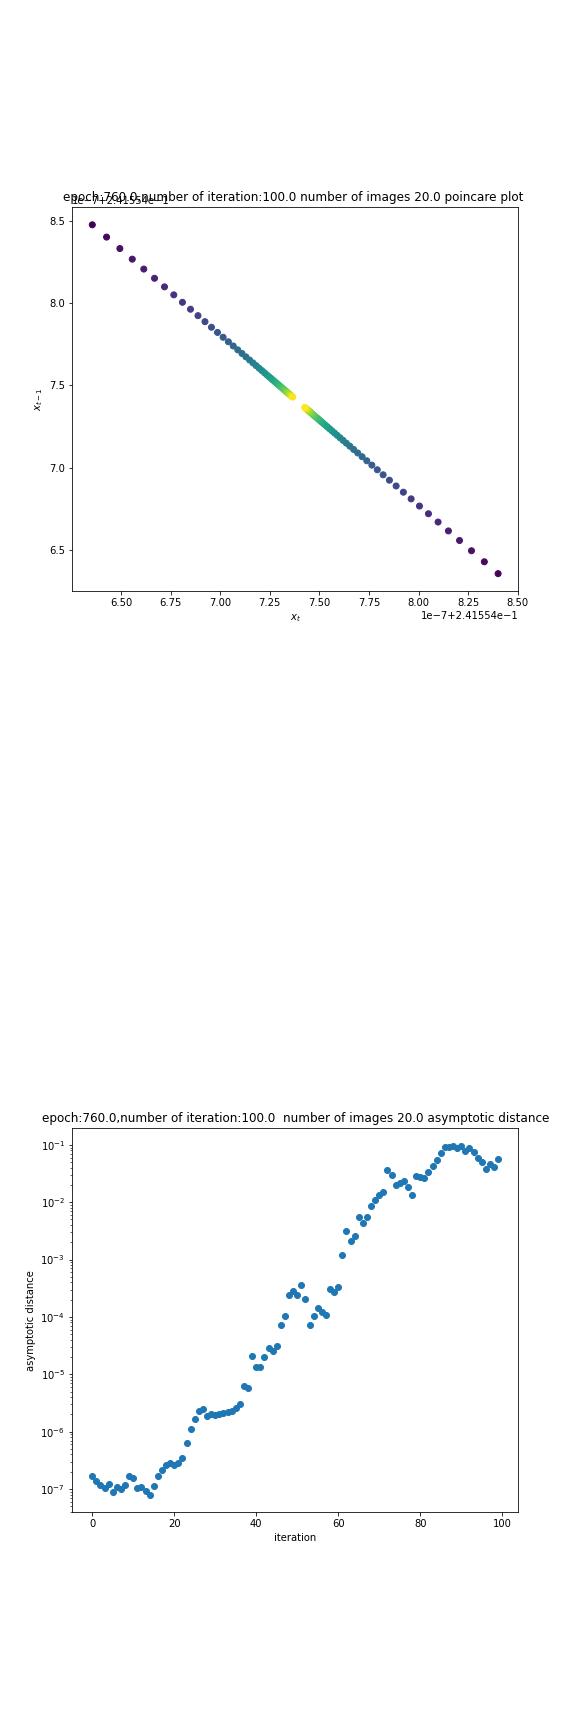 epoch:760.0,number of iteration:100.0 number of images 20.0 poincare plot
1e−7+2.41554e−1
8.5
8.0
7.5
7.0
6.5
x_{t−1}
6.50 6.75 7.00 7.25 7.50 7.75 8.00 8.25 8.50
x_t
1e−7+2.41554e−1
epoch:760.0,number of iteration:100.0  number of images 20.0 asymptotic distance
10^{−1}
10^{−2}
10^{−3}
10^{−4}
10^{−5}
10^{−6}
10^{−7}
asymptotic distance
0 20 40 60 80 100
iteration